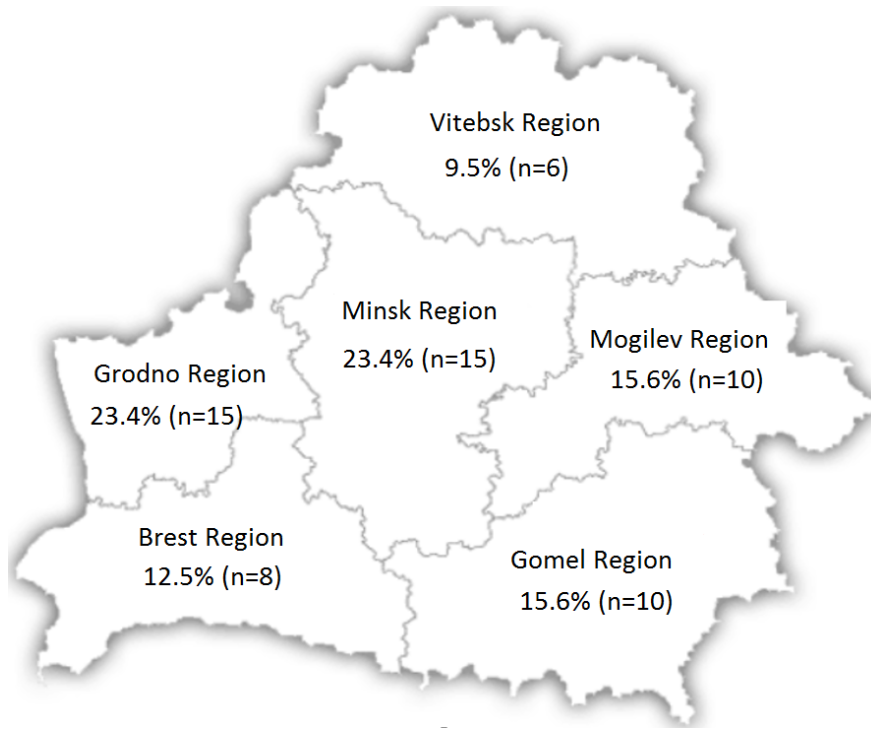 Vitebsk Region
9.5% (n=6)
Minsk Region
23.4% (n=15)
Mogilev Region
15.6% (n=10)
Grodno Region
23.4% (n=15)
Brest Region
12.5% (n=8)
Gomel Region
15.6% (n=10)